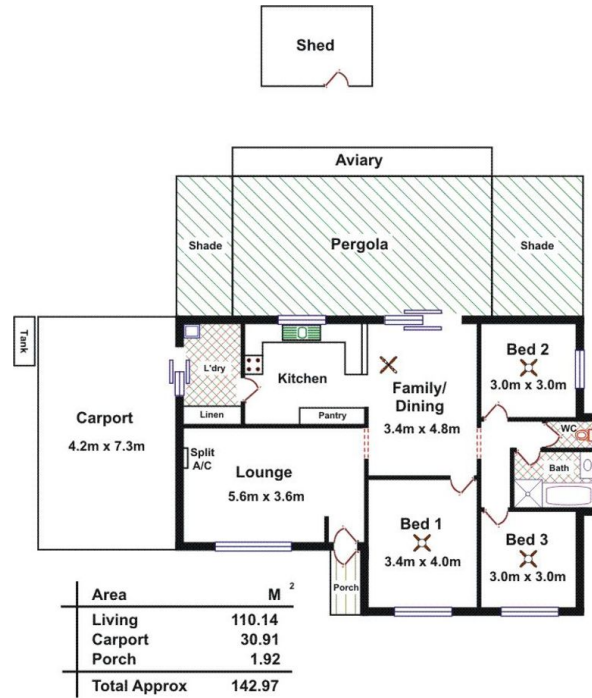 Shed
Aviary
Shade
Pergola
Shade
Tank
L'dry
Linen
Kitchen
Pantry
Family/
Dining
3.4m x 4.8m
Bed 2
3.0m x 3.0m
WC
Bath
Carport
4.2m x 7.3m
Split
A/C
Lounge
5.6m x 3.6m
Bed 1
3.4m x 4.0m
Bed 3
3.0m x 3.0m
Porch
Area M²
Living 110.14
Carport 30.91
Porch 1.92
Total Approx 142.97